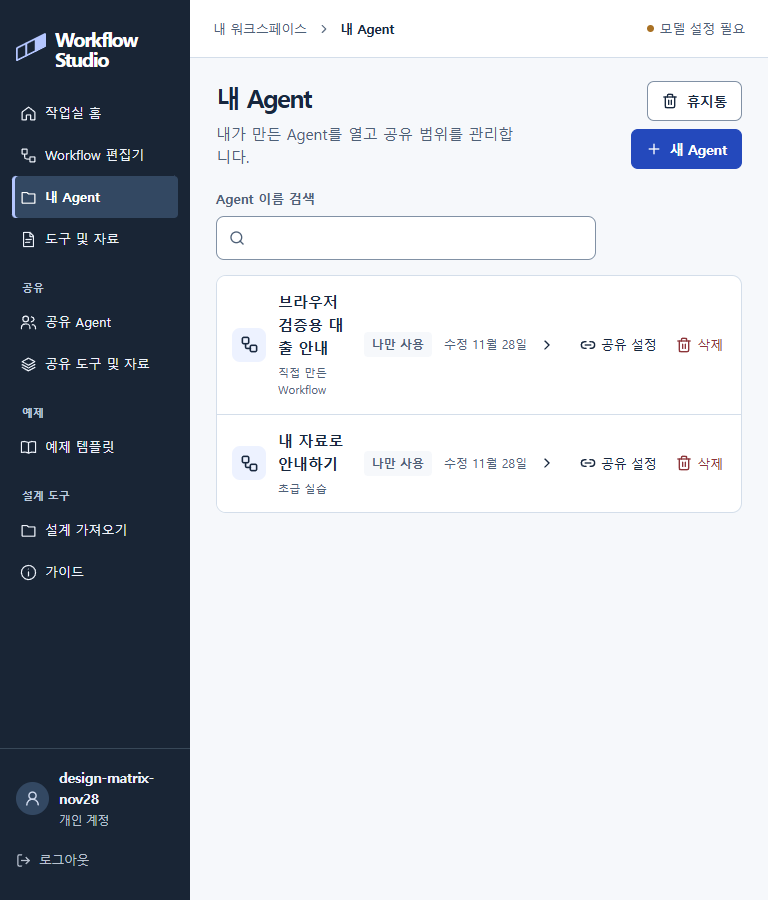 Workflow
Studio
작업실 홈
Workflow 편집기
내 Agent
도구 및 자료
공유
공유 Agent
공유 도구 및 자료
예제
예제 템플릿
설계 도구
설계 가져오기
가이드
design-matrix-
nov28
개인 계정
로그아웃
내 워크스페이스 > 내 Agent
모델 설정 필요
내 Agent
휴지통
내가 만든 Agent를 열고 공유 범위를 관리합
니다.
새 Agent
Agent 이름 검색
브라우저
검증용 대
출 안내
직접 만든
Workflow
나만 사용 수정 11월 28일 공유 설정 삭제
내 자료로
안내하기
초급 실습
나만 사용 수정 11월 28일 공유 설정 삭제